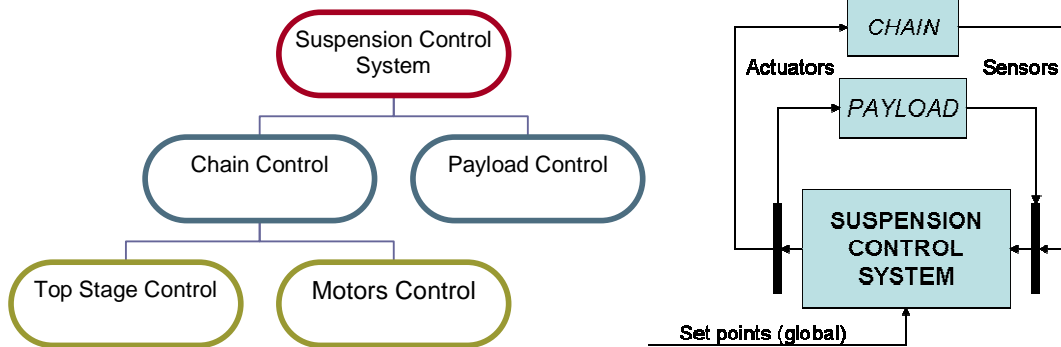 Suspension Control
System
Chain Control
Payload Control
Top Stage Control
Motors Control
CHAIN
Actuators
Sensors
PAYLOAD
SUSPENSION
CONTROL
SYSTEM
Set points (global)